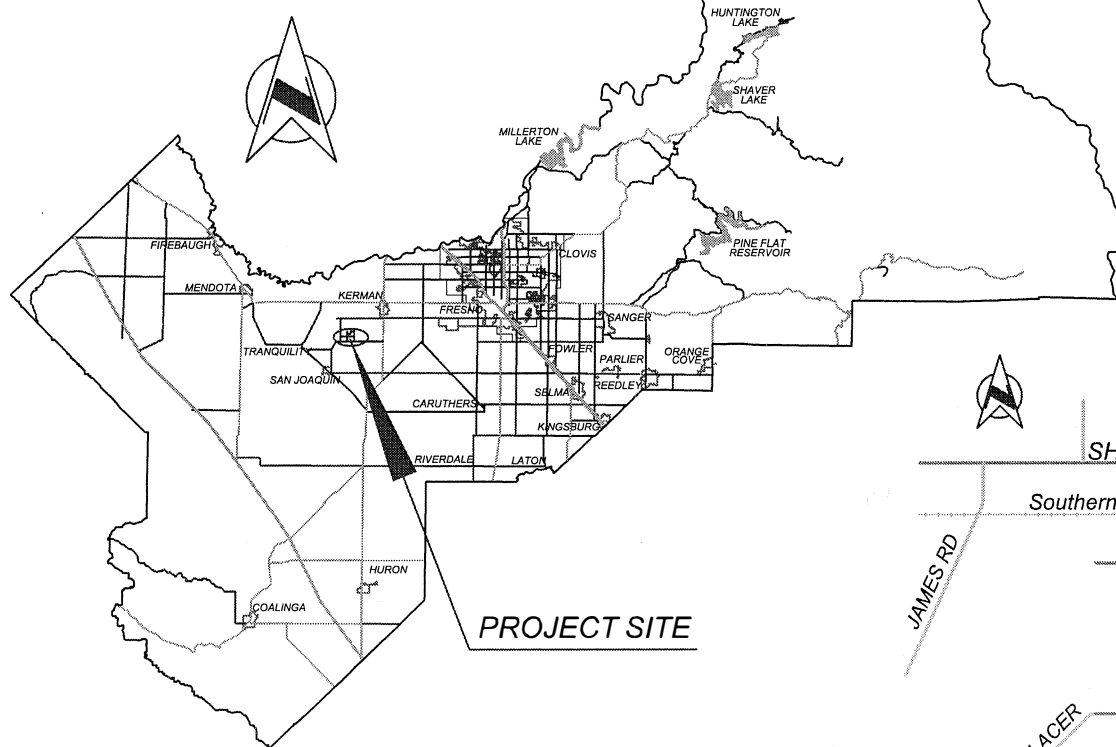 HUNTINGTON
LAKE
SHAVER
LAKE
MILLERTON
LAKE
PINE FLAT
RESERVOIR
FIREBAUGH
CLOVIS
MENDOTA
KERMAN
FRESNO
SANGER
TRANQUILITY
FOWLER
PARLIER
ORANGE
COVE
SAN JOAQUIN
REEDLEY
SELMA
CARUTHERS
KINGSBURG
RIVERDALE
LATON
HURON
COALINGA
PROJECT SITE
SH
Southern
JAMES RD
LACER